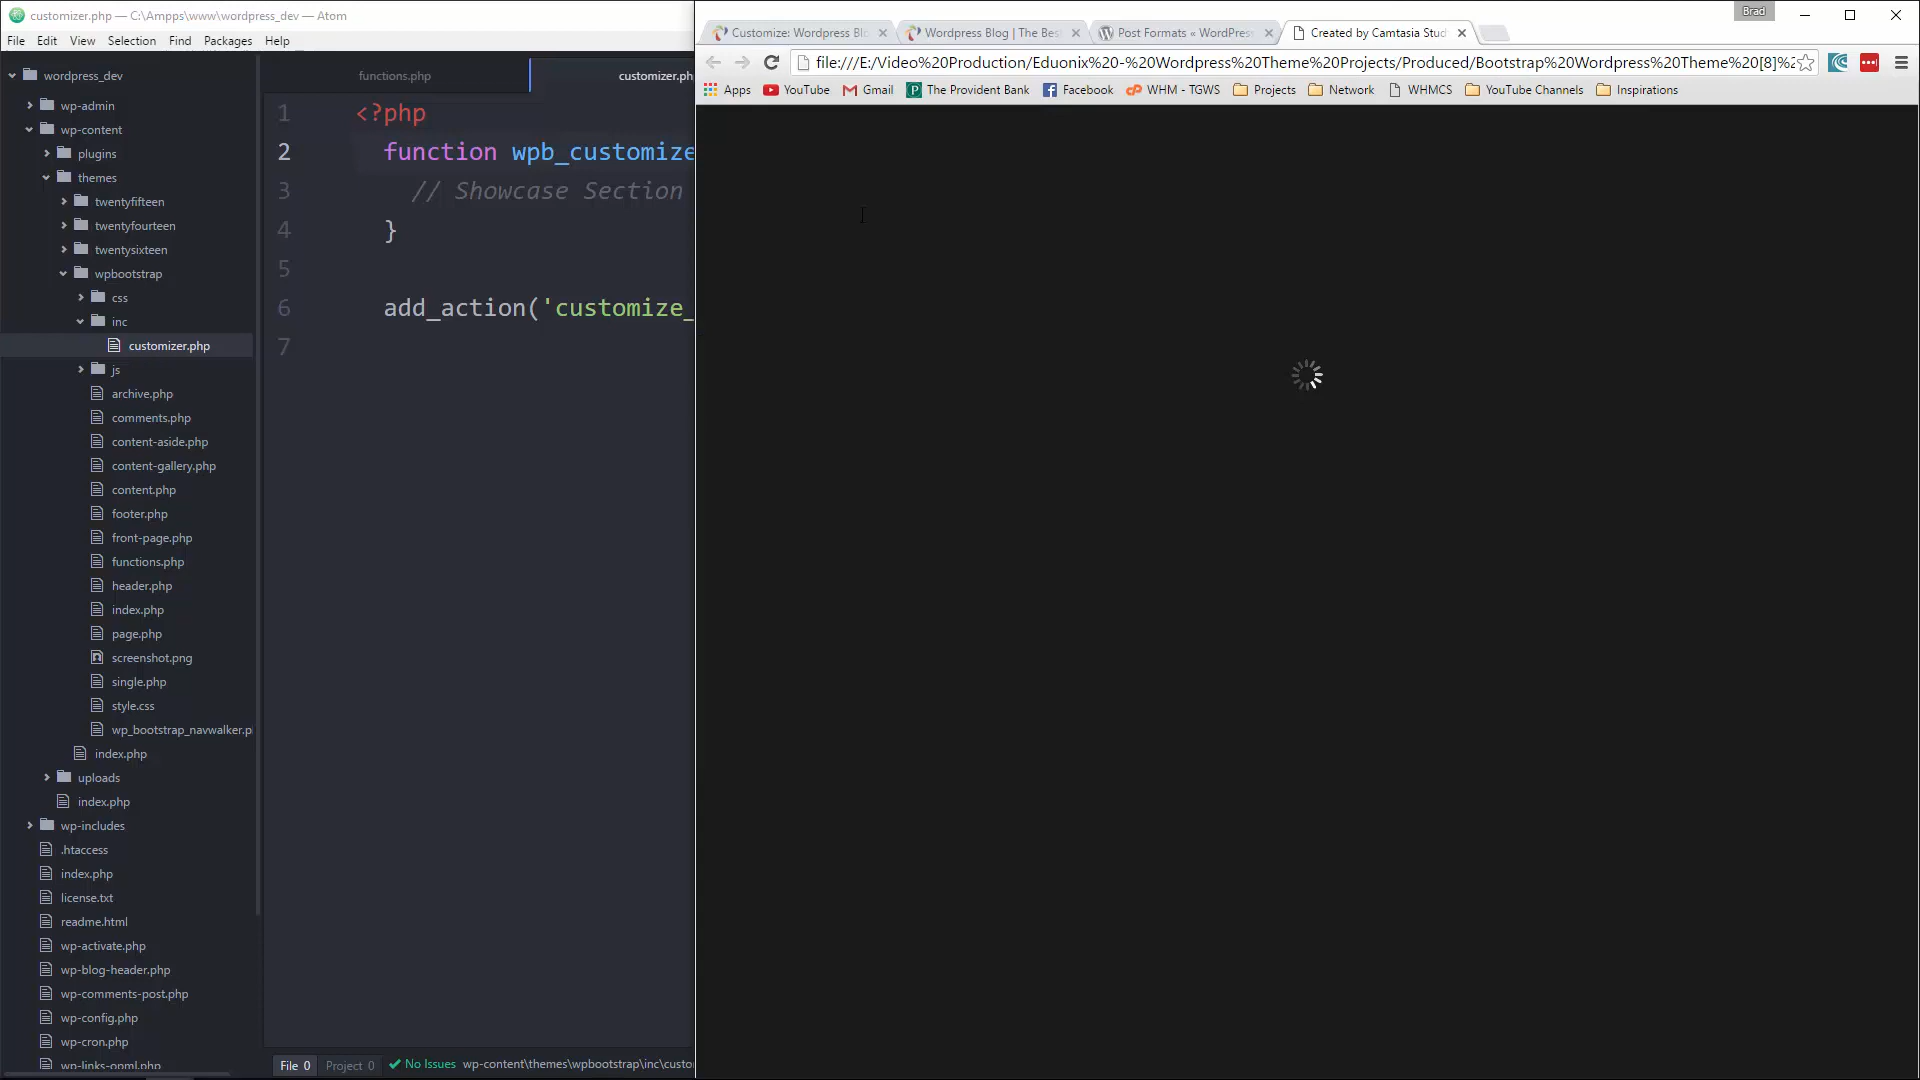 customizer.php — C:\Ampps\www\wordpress_dev — Atom
File Edit View Selection Find Packages Help
wordpress_dev
wp-admin
wp-content
plugins
themes
twentyfifteen
twentyfourteen
twentysixteen
wpbootstrap
css
inc
customizer.php
js
archive.php
comments.php
content-aside.php
content-gallery.php
content.php
footer.php
front-page.php
functions.php
header.php
index.php
page.php
screenshot.png
single.php
style.css
wp_bootstrap_navwalker.p
index.php
uploads
index.php
wp-includes
.htaccess
index.php
license.txt
readme.html
wp-activate.php
wp-blog-header.php
wp-comments-post.php
wp-config.php
wp-cron.php
wp-links-opml.php
functions.php customizer.ph
1 <?php
2 function wpb_customize
3 // Showcase Section
4 }
5
6 add_action('customize_
7
File 0 Project 0 No Issues wp-content\themes\wpbootstrap\inc\custo
Brad
Customize: Wordpress Bl Wordpress Blog | The Bes Post Formats « WordPress Created by Camtasia Stud
file:///E:/Video%20Production/Eduonix%20-%20Wordpress%20Theme%20Projects/Produced/Bootstrap%20Wordpress%20Theme%20[8]%2
Apps YouTube Gmail The Provident Bank Facebook WHM - TGWS Projects Network WHMCS YouTube Channels Inspirations